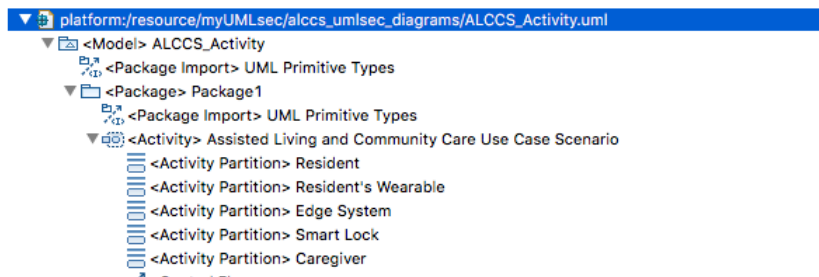 platform:/resource/myUMLsec/alccs_umlsec_diagrams/ALCCS_Activity.uml
<Model> ALCCS_Activity
<Package Import> UML Primitive Types
<Package> Package1
<Package Import> UML Primitive Types
<Activity> Assisted Living and Community Care Use Case Scenario
<Activity Partition> Resident
<Activity Partition> Resident's Wearable
<Activity Partition> Edge System
<Activity Partition> Smart Lock
<Activity Partition> Caregiver